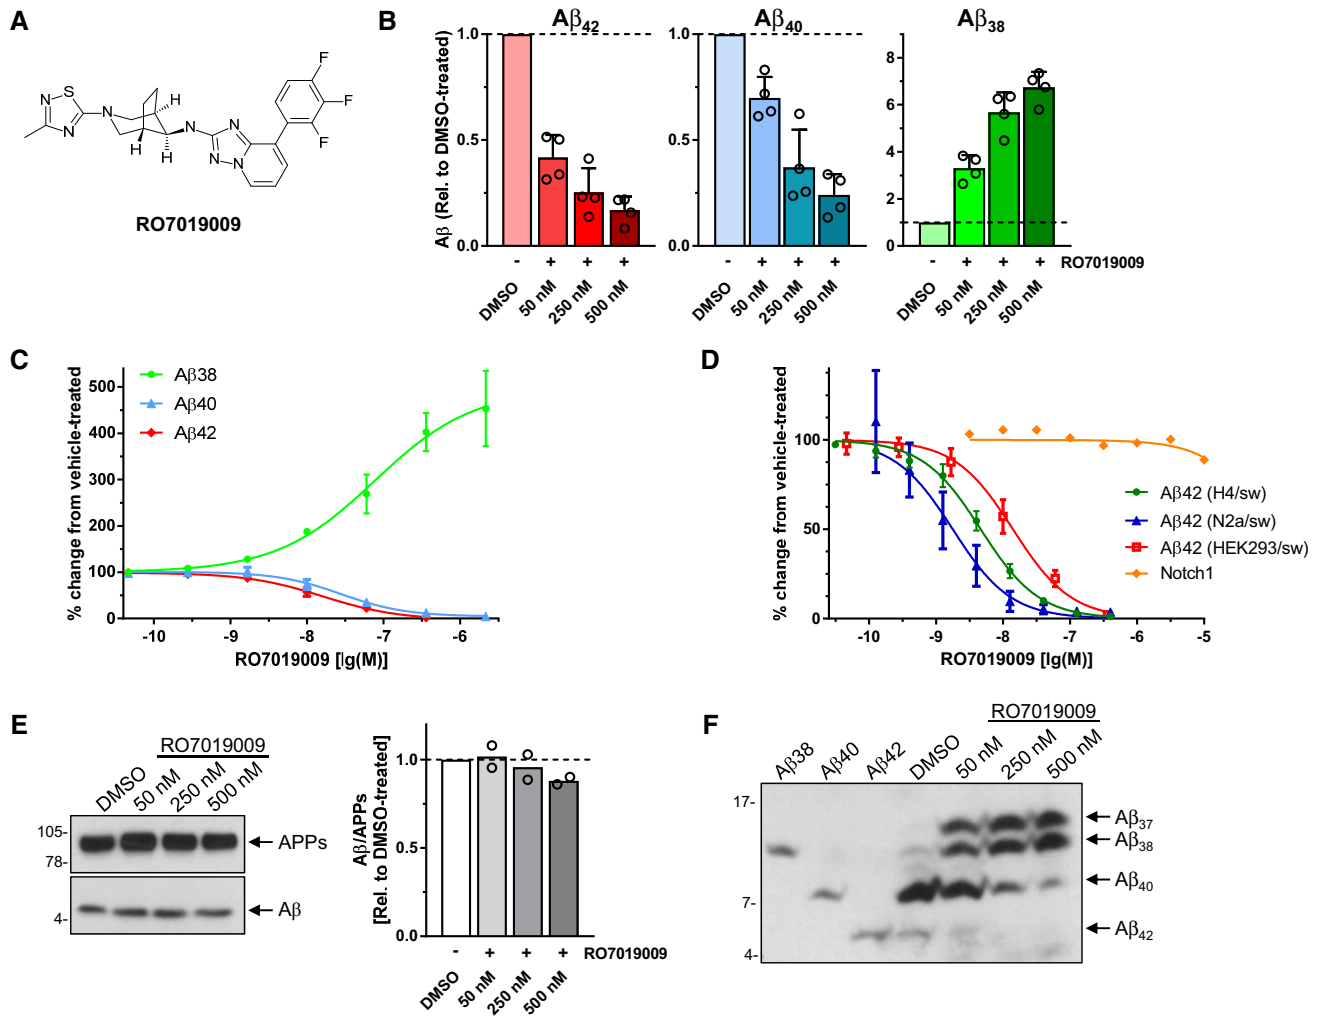 A
N
S
N
N
N
H
H
H
N
N
N
N
N
F
F
F
RO7019009
B
Aβ42
Aβ40
Aβ38
Aβ (Rel. to DMSO-treated)
1.0
0.5
0.0
1.0
0.5
0.0
8
6
4
2
0
- + + +
- + + +
- + + + RO7019009
DMSO 50 nM 250 nM 500 nM
DMSO 50 nM 250 nM 500 nM
DMSO 50 nM 250 nM 500 nM
C
% change from vehicle-treated
500
400
300
200
100
0
Aβ38
Aβ40
Aβ42
-10 -9 -8 -7 -6
RO7019009 [lg(M)]
D
% change from vehicle-treated
100
50
0
Aβ42 (H4/sw)
Aβ42 (N2a/sw)
Aβ42 (HEK293/sw)
Notch1
-10 -9 -8 -7 -6 -5
RO7019009 [lg(M)]
E
RO7019009
DMSO 50 nM 250 nM 500 nM
105-
78-
APPs
4-
Aβ
Aβ/APPs
[Rel. to DMSO-treated]
1.0
0.5
0.0
- + + + RO7019009
DMSO 50 nM 250 nM 500 nM
F
RO7019009
Aβ38 Aβ40 Aβ42 DMSO 50 nM 250 nM 500 nM
17-
7-
4-
Aβ37
Aβ38
Aβ40
Aβ42